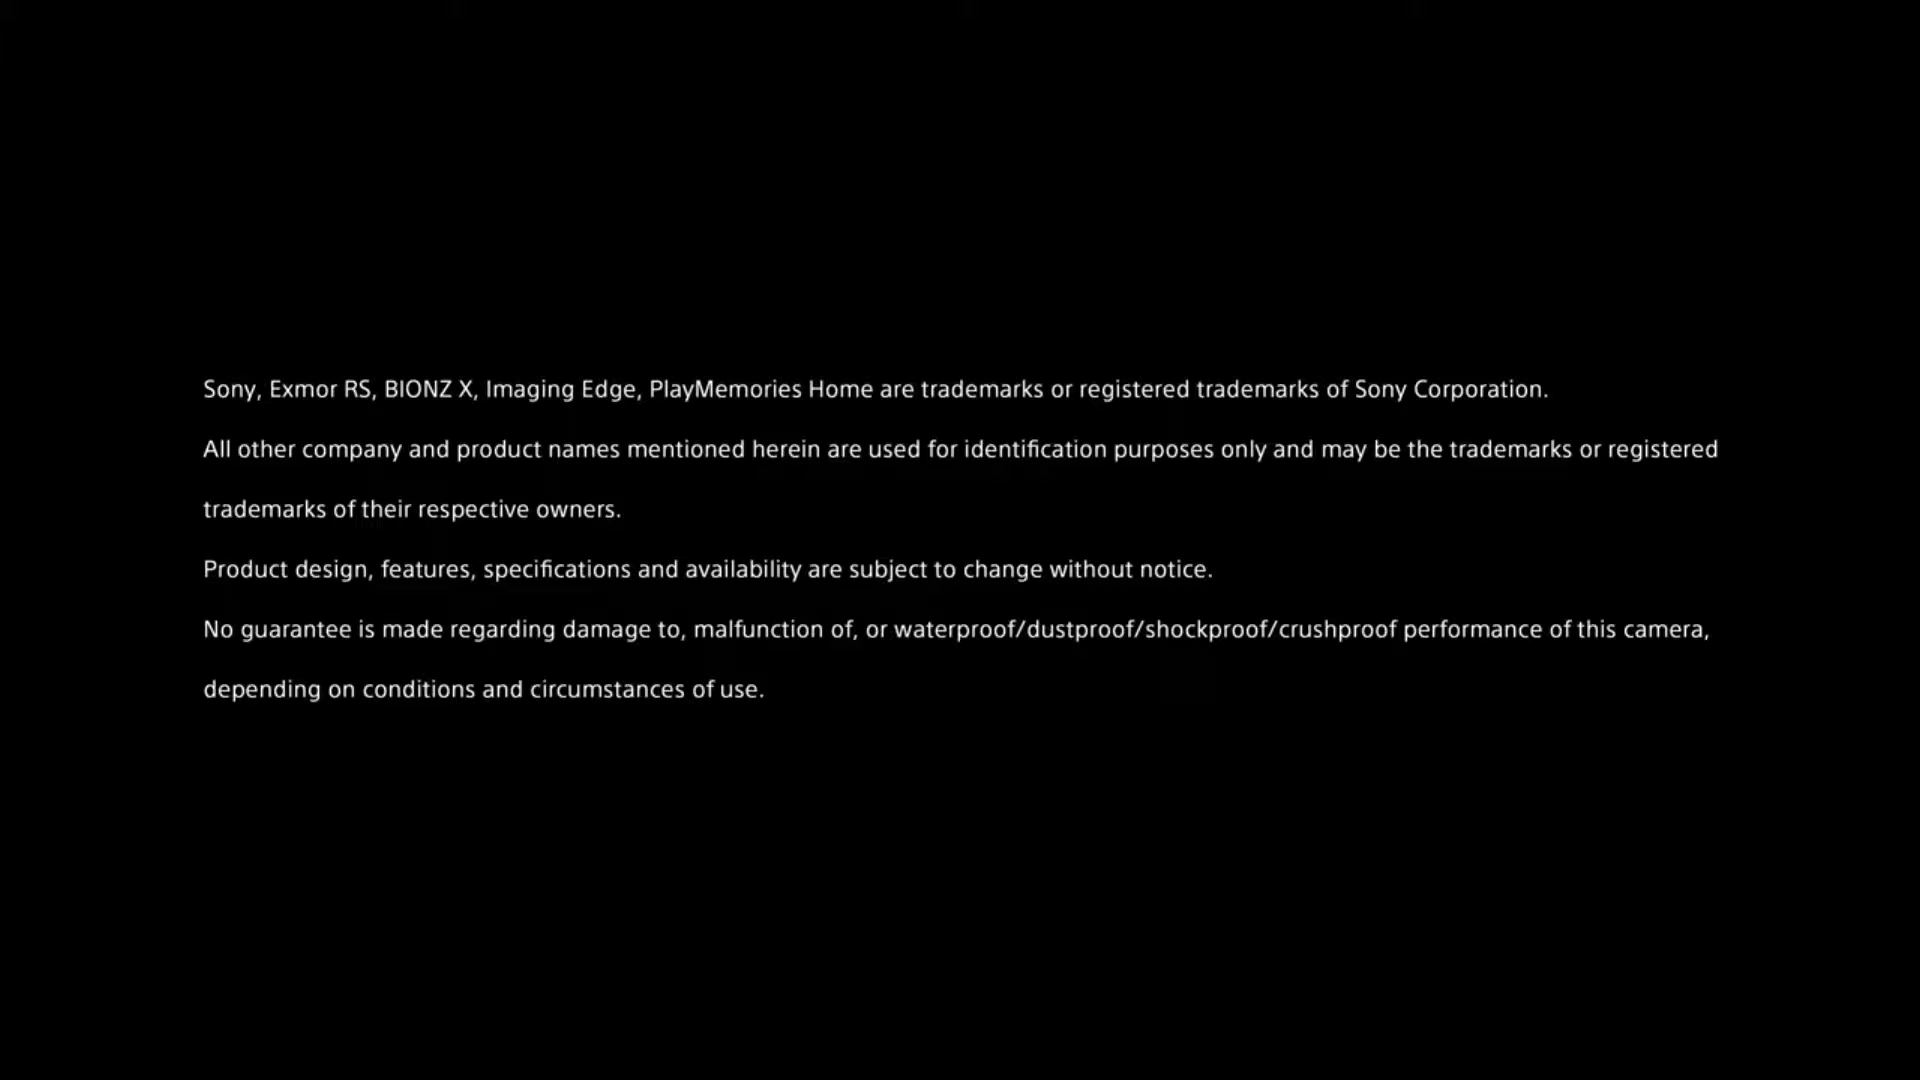 Sony, Exmor RS, BIONZ X, Imaging Edge, PlayMemories Home are trademarks or registered trademarks of Sony Corporation.
All other company and product names mentioned herein are used for identification purposes only and may be the trademarks or registered
trademarks of their respective owners.
Product design, features, specifications and availability are subject to change without notice.
No guarantee is made regarding damage to, malfunction of, or waterproof/dustproof/shockproof/crushproof performance of this camera,
depending on conditions and circumstances of use.